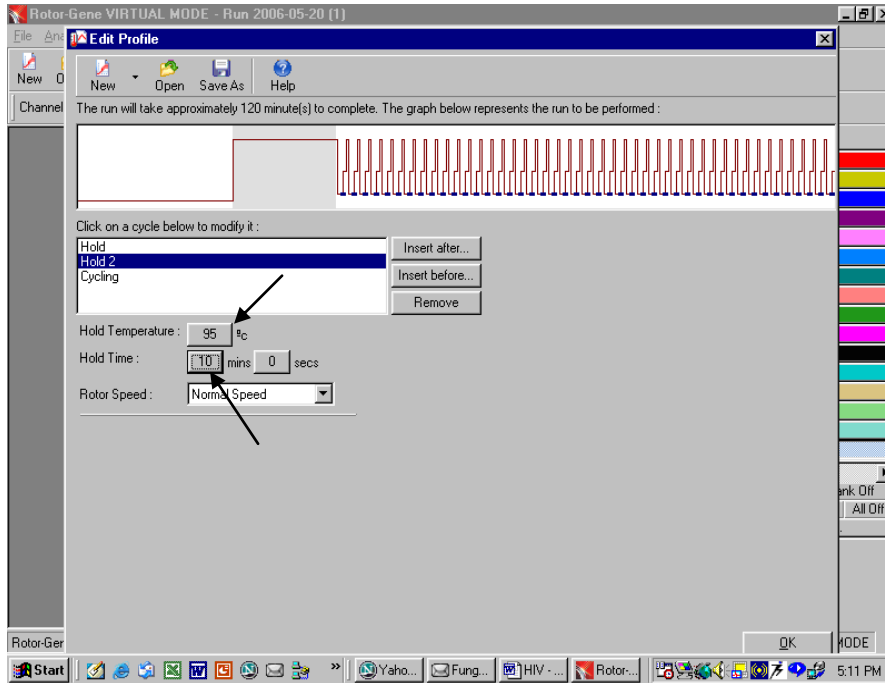 Rotor-Gene VIRTUAL MODE - Run 2006-05-20 (1)
File Ana
Edit Profile
New
New Open Save As Help
Channel
The run will take approximately 120 minute(s) to complete. The graph below represents the run to be performed :
Click on a cycle below to modify it :
Hold
Hold 2
Cycling
Insert after...
Insert before...
Remove
Hold Temperature : 95 ºc
Hold Time : 10 mins 0 secs
Rotor Speed : Normal Speed
ank Off
All Off
OK
Rotor-Ger
MODE
Start » Yaho... Fung... HIV - ... Rotor-... 5:11 PM